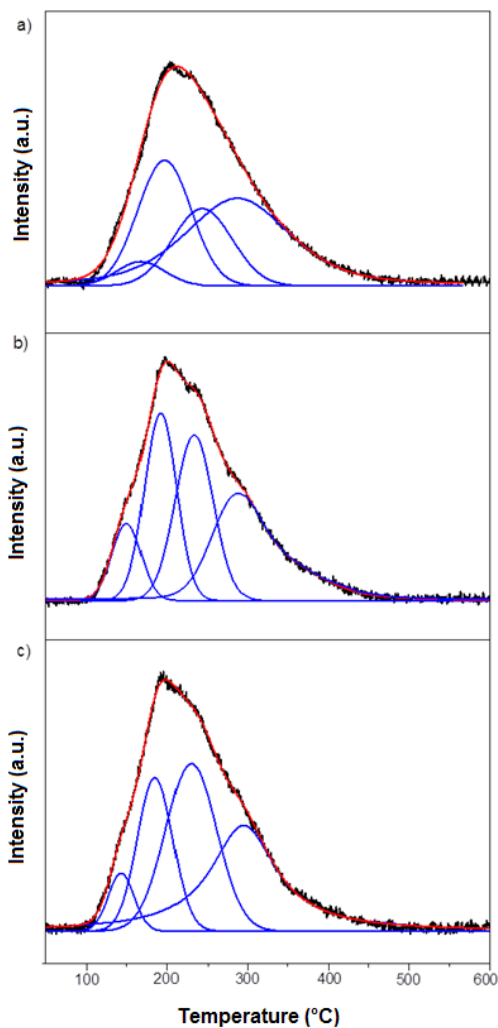 a)
Intensity (a.u.)
b)
Intensity (a.u.)
c)
Intensity (a.u.)
100 200 300 400 500 600
Temperature (°C)